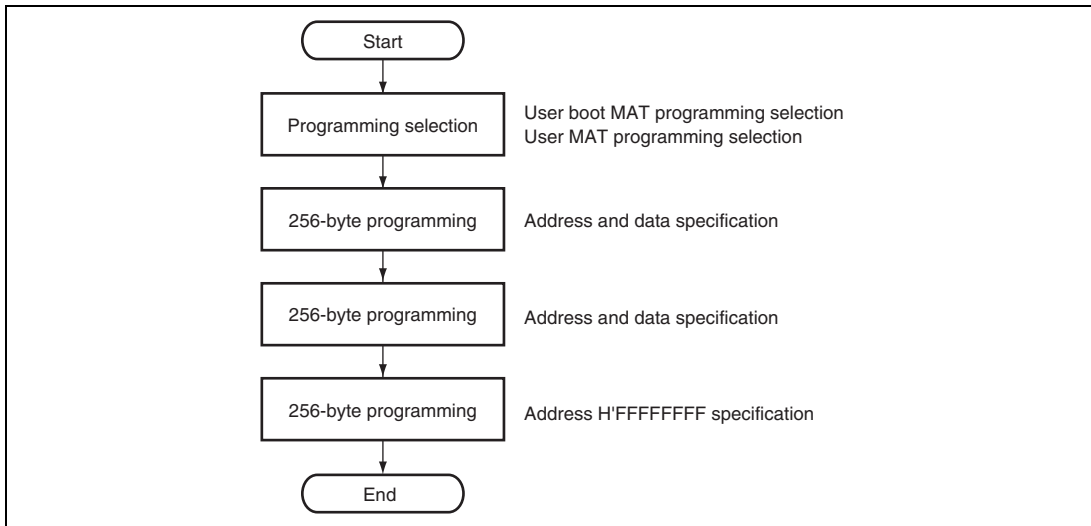 Start
Programming selection
User boot MAT programming selection
User MAT programming selection
256-byte programming
Address and data specification
256-byte programming
Address and data specification
256-byte programming
Address H'FFFFFFFF specification
End